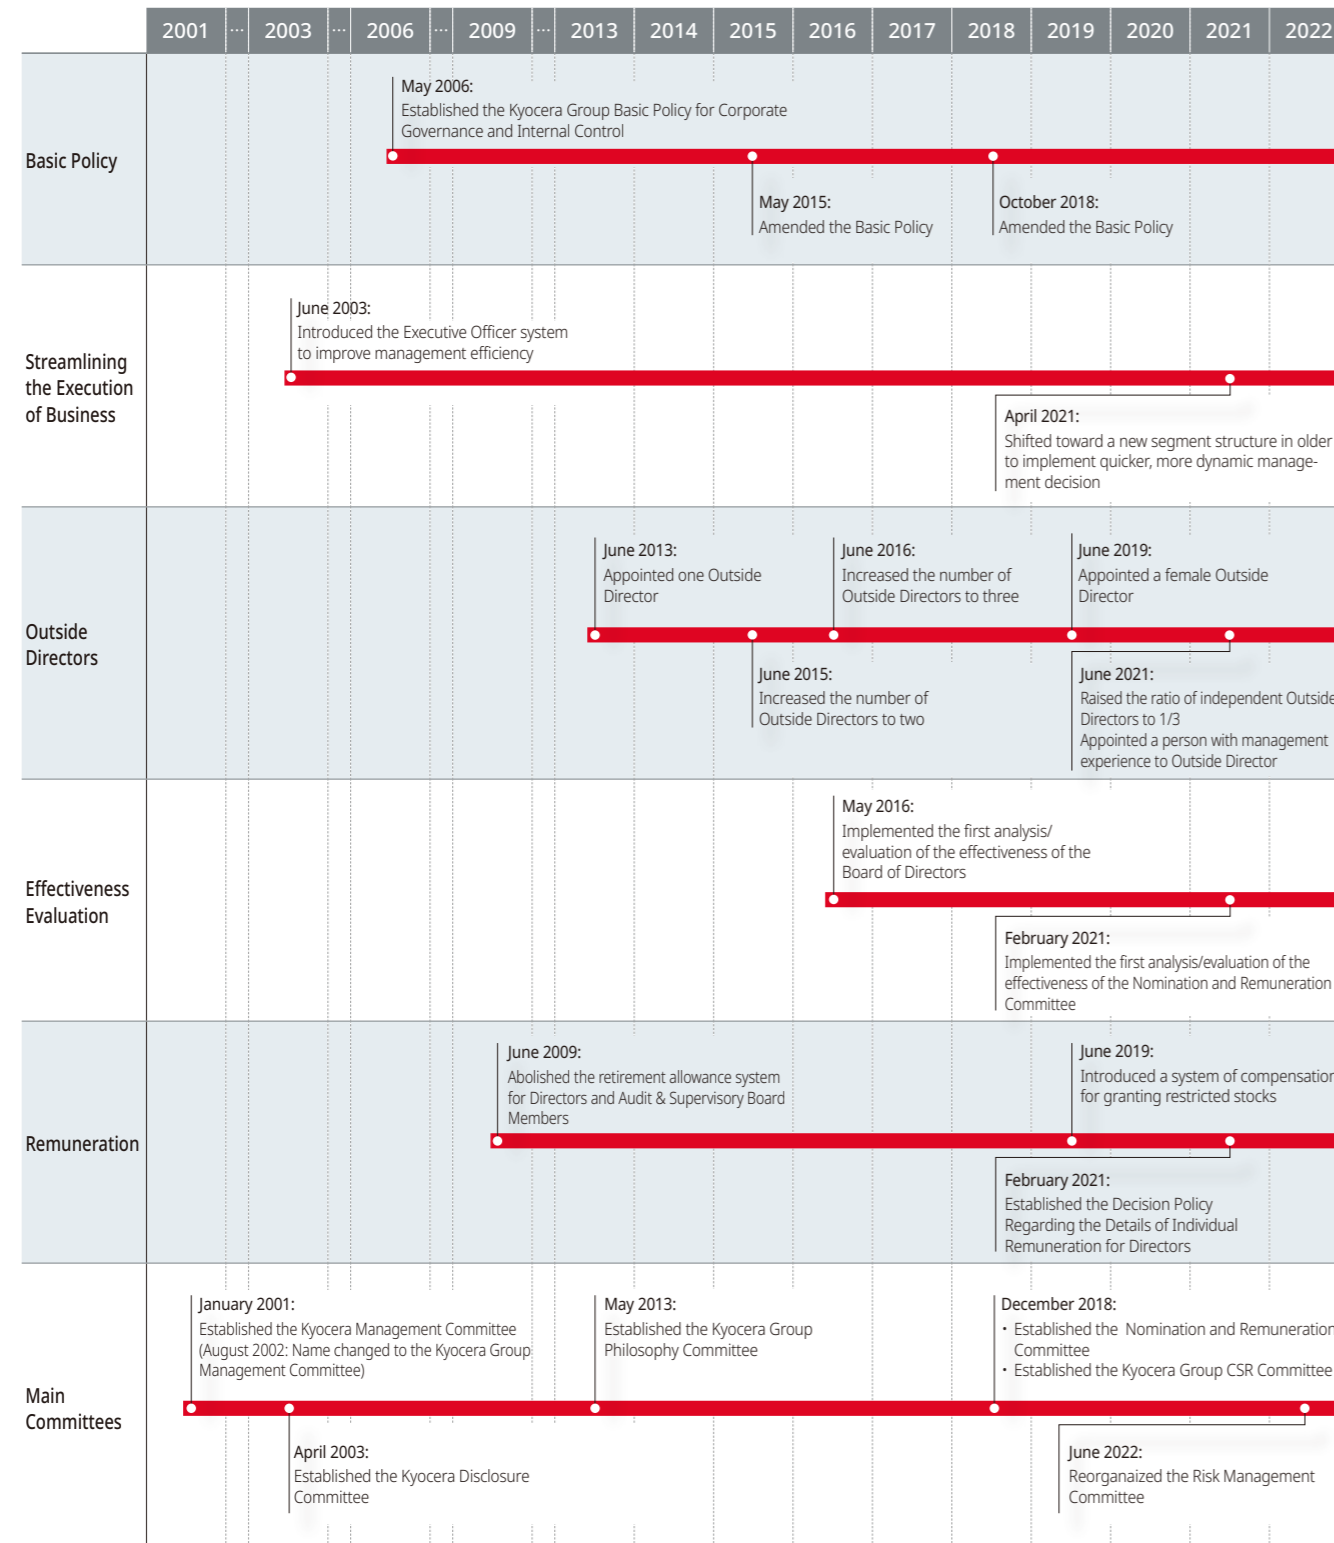 2001 ... 2003 ... 2006 ... 2009 ... 2013 2014 2015 2016 2017 2018 2019 2020 2021 2022
Basic Policy
May 2006:
Established the Kyocera Group Basic Policy for Corporate
Governance and Internal Control
May 2015:
Amended the Basic Policy
October 2018:
Amended the Basic Policy
Streamlining
the Execution
of Business
June 2003:
Introduced the Executive Officer system
to improve management efficiency
April 2021:
Shifted toward a new segment structure in older
to implement quicker, more dynamic manage-
ment decision
Outside
Directors
June 2013:
Appointed one Outside
Director
June 2016:
Increased the number of
Outside Directors to three
June 2019:
Appointed a female Outside
Director
June 2015:
Increased the number of
Outside Directors to two
June 2021:
Raised the ratio of independent Outside
Directors to 1/3
Appointed a person with management
experience to Outside Director
Effectiveness
Evaluation
May 2016:
Implemented the first analysis/
evaluation of the effectiveness of the
Board of Directors
February 2021:
Implemented the first analysis/evaluation of the
effectiveness of the Nomination and Remuneration
Committee
Remuneration
June 2009:
Abolished the retirement allowance system
for Directors and Audit & Supervisory Board
Members
June 2019:
Introduced a system of compensation
for granting restricted stocks
February 2021:
Established the Decision Policy
Regarding the Details of Individual
Remuneration for Directors
Main
Committees
January 2001:
Established the Kyocera Management Committee
(August 2002: Name changed to the Kyocera Group
Management Committee)
May 2013:
Established the Kyocera Group
Philosophy Committee
December 2018:
・Established the Nomination and Remuneration
Committee
・Established the Kyocera Group CSR Committee
April 2003:
Established the Kyocera Disclosure
Committee
June 2022:
Reorganaized the Risk Management
Committee